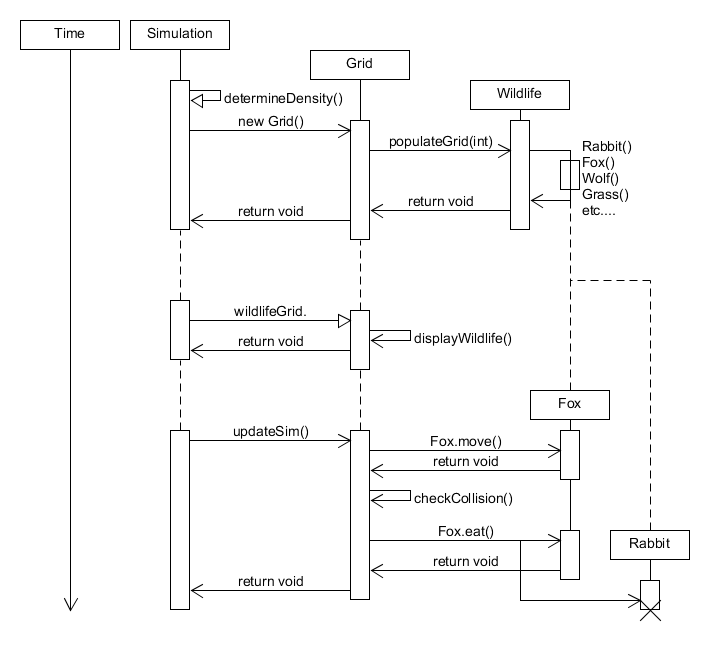 Time
Simulation
Grid
Wildlife
determineDensity()
new Grid()
populateGrid(int)
Rabbit()
Fox()
Wolf()
Grass()
etc....
return void
return void
wildlifeGrid.
displayWildlife()
return void
Fox
updateSim()
Fox.move()
return void
checkCollision()
Fox.eat()
Rabbit
return void
return void